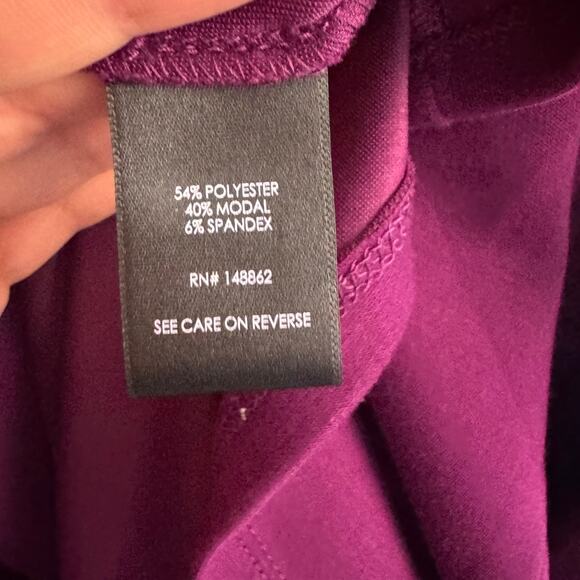 54% POLYESTER
40% MODAL
6% SPANDEX
RN# 148862
SEE CARE ON REVERSE